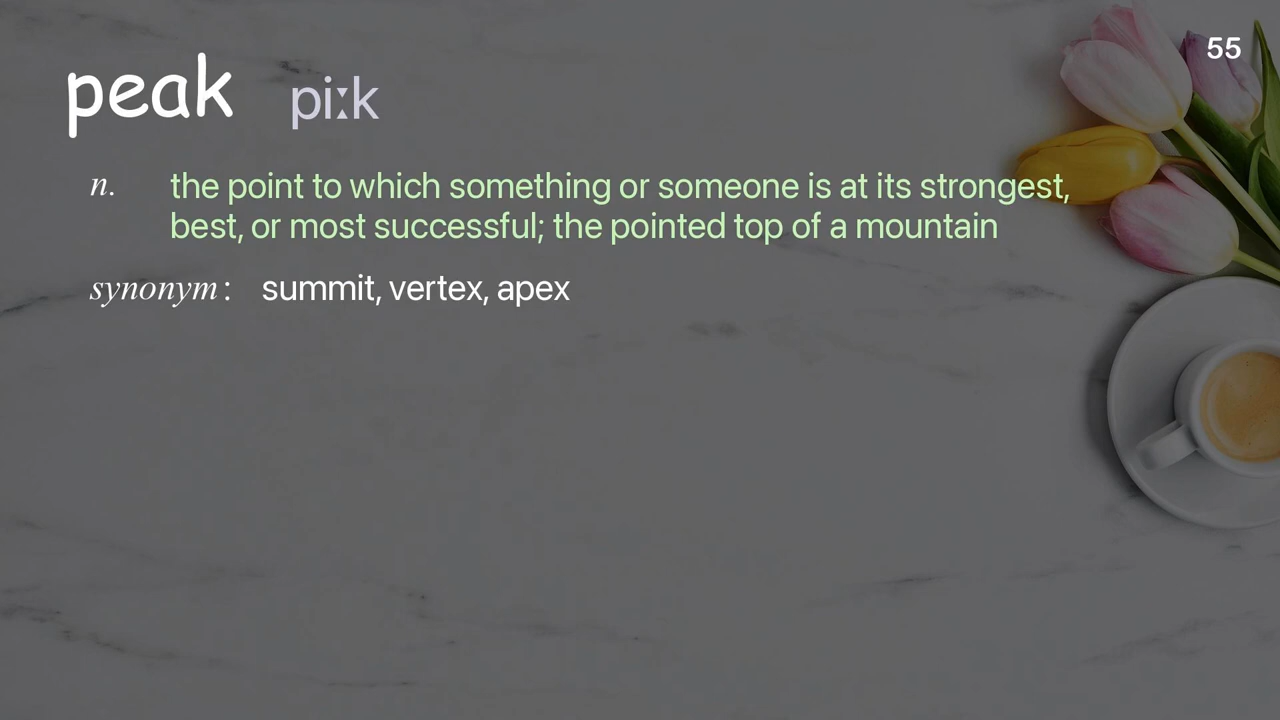 55
peak piːk
n. the point to which something or someone is at its strongest,
best, or most successful; the pointed top of a mountain
synonym : summit, vertex, apex